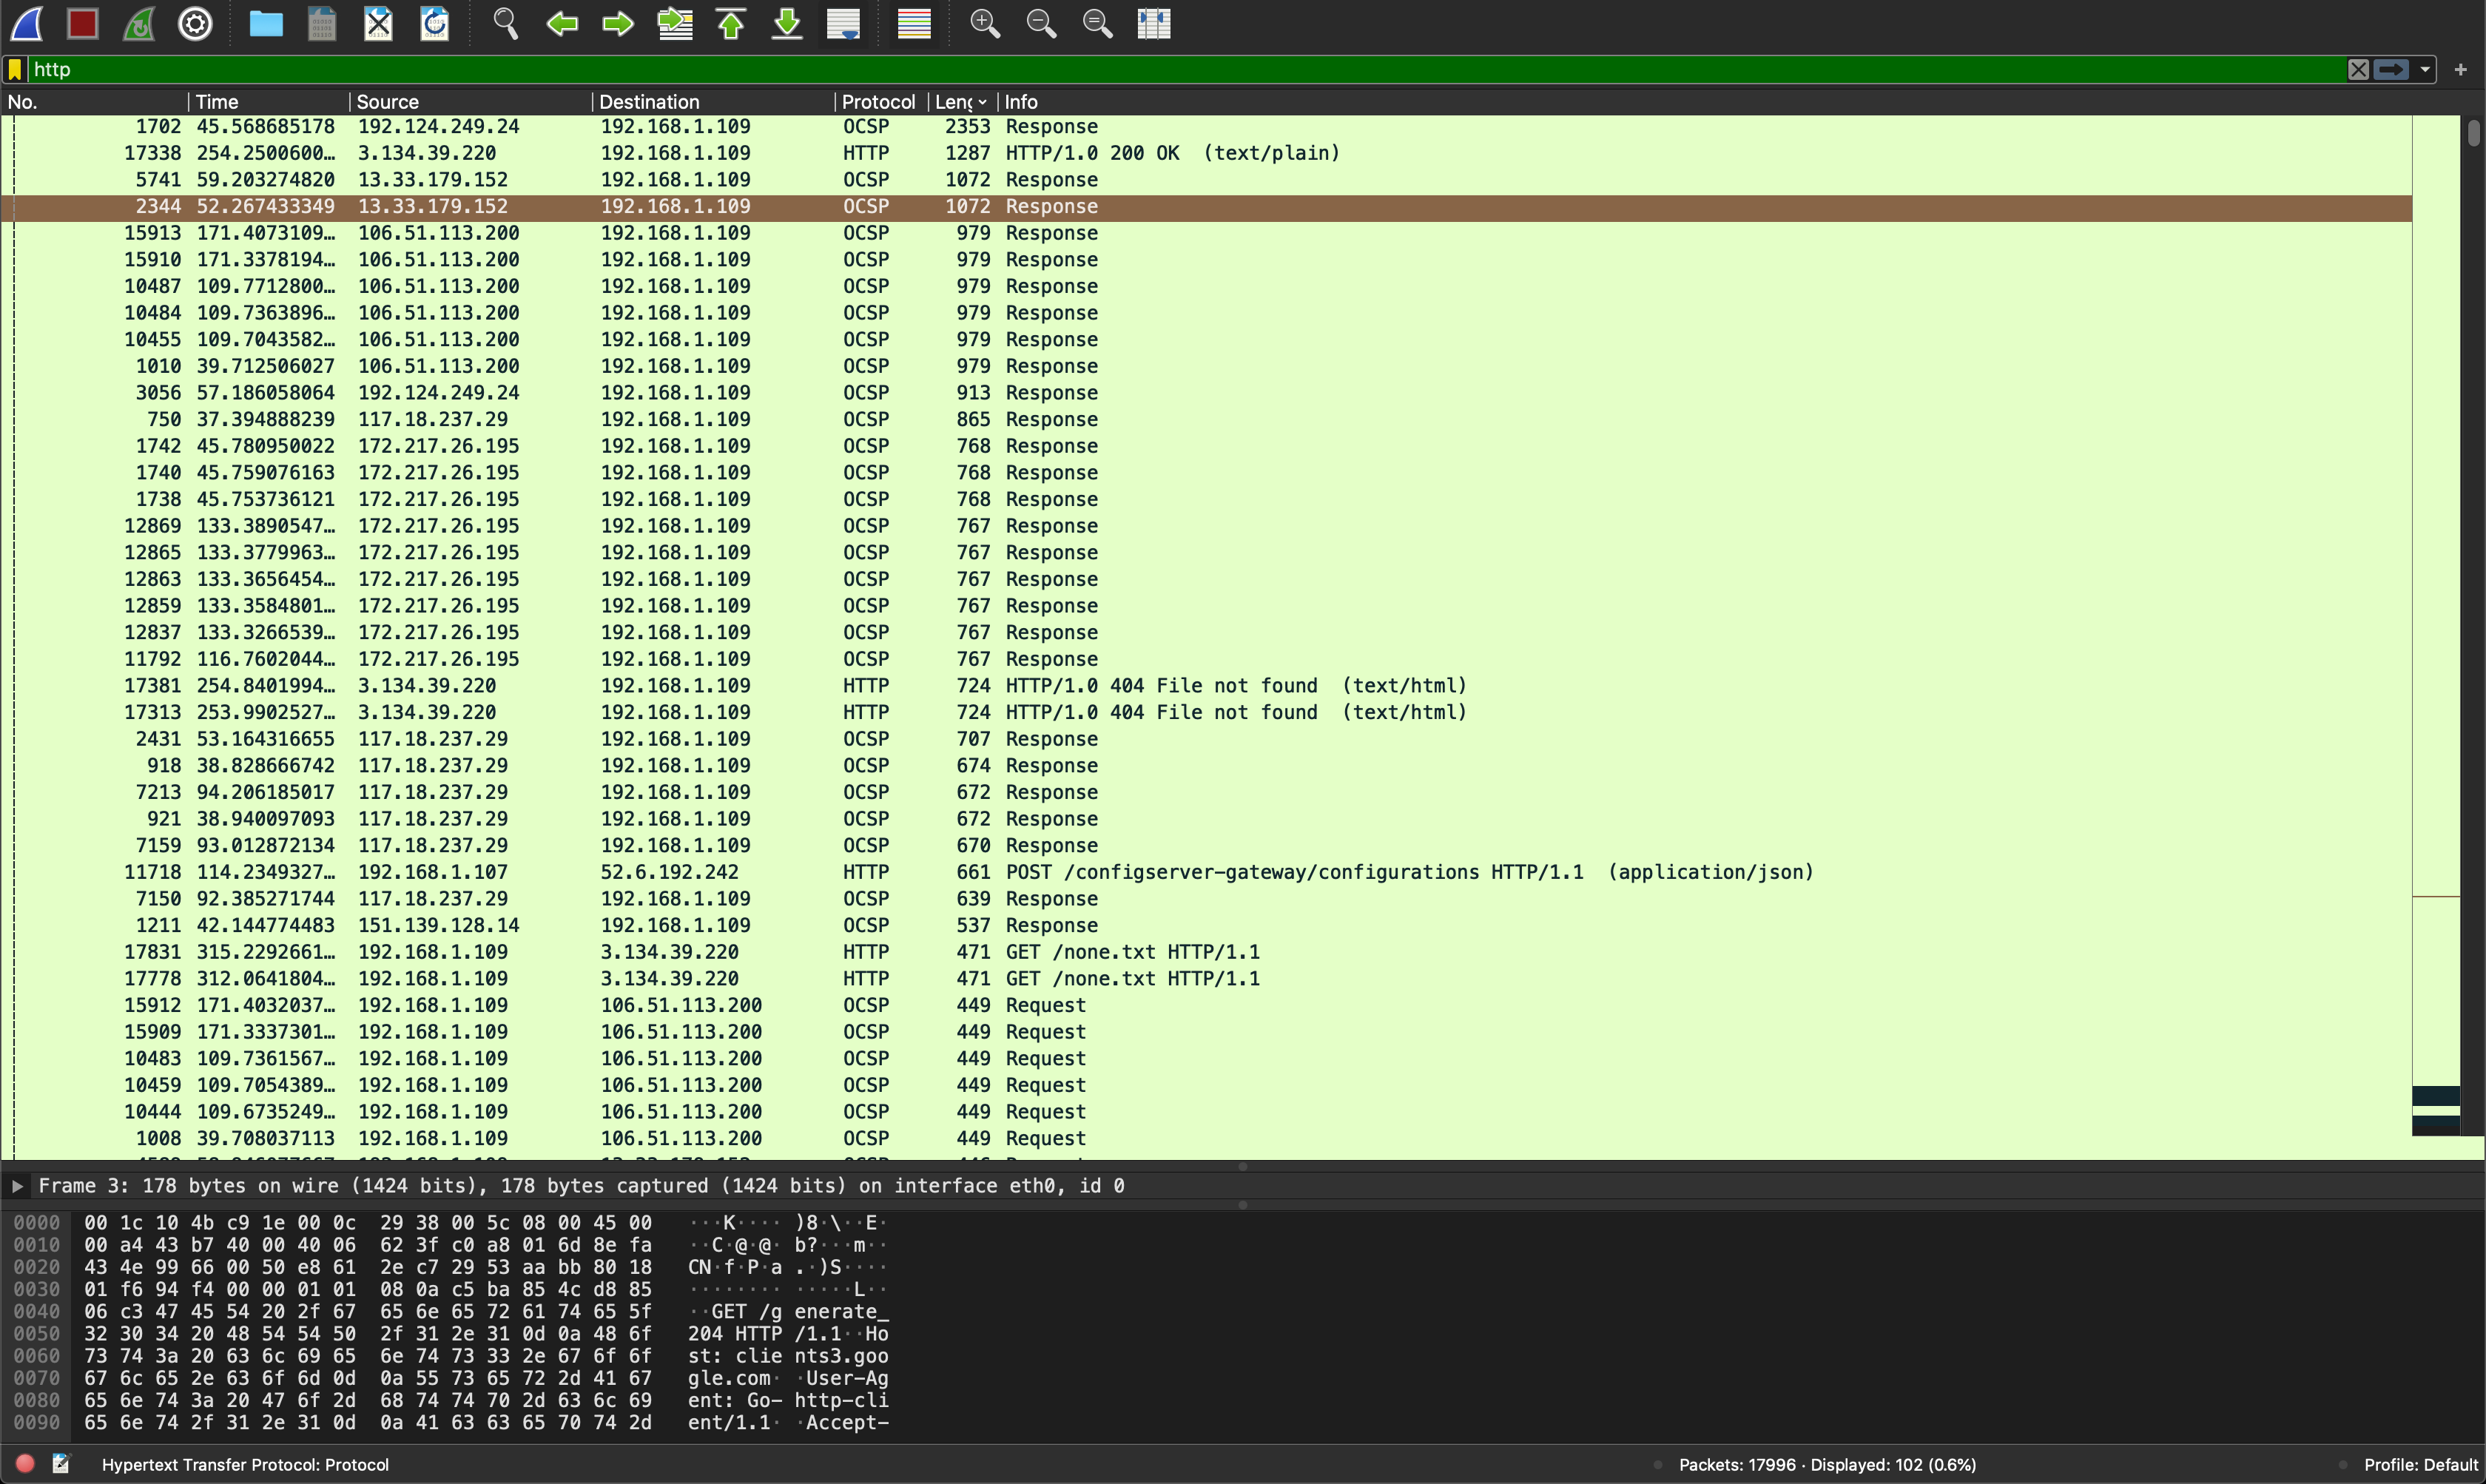 http
No. Time Source Destination Protocol Leng Info
1702 45.568685178 192.124.249.24 192.168.1.109 OCSP 2353 Response
17338 254.2500600… 3.134.39.220 192.168.1.109 HTTP 1287 HTTP/1.0 200 OK (text/plain)
5741 59.203274820 13.33.179.152 192.168.1.109 OCSP 1072 Response
2344 52.267433349 13.33.179.152 192.168.1.109 OCSP 1072 Response
15913 171.4073109… 106.51.113.200 192.168.1.109 OCSP 979 Response
15910 171.3378194… 106.51.113.200 192.168.1.109 OCSP 979 Response
10487 109.7712800… 106.51.113.200 192.168.1.109 OCSP 979 Response
10484 109.7363896… 106.51.113.200 192.168.1.109 OCSP 979 Response
10455 109.7043582… 106.51.113.200 192.168.1.109 OCSP 979 Response
1010 39.712506027 106.51.113.200 192.168.1.109 OCSP 979 Response
3056 57.186058064 192.124.249.24 192.168.1.109 OCSP 913 Response
750 37.394888239 117.18.237.29 192.168.1.109 OCSP 865 Response
1742 45.780950022 172.217.26.195 192.168.1.109 OCSP 768 Response
1740 45.759076163 172.217.26.195 192.168.1.109 OCSP 768 Response
1738 45.753736121 172.217.26.195 192.168.1.109 OCSP 768 Response
12869 133.3890547… 172.217.26.195 192.168.1.109 OCSP 767 Response
12865 133.3779963… 172.217.26.195 192.168.1.109 OCSP 767 Response
12863 133.3656454… 172.217.26.195 192.168.1.109 OCSP 767 Response
12859 133.3584801… 172.217.26.195 192.168.1.109 OCSP 767 Response
12837 133.3266539… 172.217.26.195 192.168.1.109 OCSP 767 Response
11792 116.7602044… 172.217.26.195 192.168.1.109 OCSP 767 Response
17381 254.8401994… 3.134.39.220 192.168.1.109 HTTP 724 HTTP/1.0 404 File not found (text/html)
17313 253.9902527… 3.134.39.220 192.168.1.109 HTTP 724 HTTP/1.0 404 File not found (text/html)
2431 53.164316655 117.18.237.29 192.168.1.109 OCSP 707 Response
918 38.828666742 117.18.237.29 192.168.1.109 OCSP 674 Response
7213 94.206185017 117.18.237.29 192.168.1.109 OCSP 672 Response
921 38.940097093 117.18.237.29 192.168.1.109 OCSP 672 Response
7159 93.012872134 117.18.237.29 192.168.1.109 OCSP 670 Response
11718 114.2349327… 192.168.1.107 52.6.192.242 HTTP 661 POST /configserver-gateway/configurations HTTP/1.1 (application/json)
7150 92.385271744 117.18.237.29 192.168.1.109 OCSP 639 Response
1211 42.144774483 151.139.128.14 192.168.1.109 OCSP 537 Response
17831 315.2292661… 192.168.1.109 3.134.39.220 HTTP 471 GET /none.txt HTTP/1.1
17778 312.0641804… 192.168.1.109 3.134.39.220 HTTP 471 GET /none.txt HTTP/1.1
15912 171.4032037… 192.168.1.109 106.51.113.200 OCSP 449 Request
15909 171.3337301… 192.168.1.109 106.51.113.200 OCSP 449 Request
10483 109.7361567… 192.168.1.109 106.51.113.200 OCSP 449 Request
10459 109.7054389… 192.168.1.109 106.51.113.200 OCSP 449 Request
10444 109.6735249… 192.168.1.109 106.51.113.200 OCSP 449 Request
1008 39.708037113 192.168.1.109 106.51.113.200 OCSP 449 Request
Frame 3: 178 bytes on wire (1424 bits), 178 bytes captured (1424 bits) on interface eth0, id 0
0000 00 1c 10 4b c9 1e 00 0c 29 38 00 5c 08 00 45 00 ···K···· )8·\··E·
0010 00 a4 43 b7 40 00 40 06 62 3f c0 a8 01 6d 8e fa ··C·@·@· b?···m··
0020 43 4e 99 66 00 50 e8 61 2e c7 29 53 aa bb 80 18 CN·f·P·a .·)S····
0030 01 f6 94 f4 00 00 01 01 08 0a c5 ba 85 4c d8 85 ········ ·····L··
0040 06 c3 47 45 54 20 2f 67 65 6e 65 72 61 74 65 5f ··GET /g enerate_
0050 32 30 34 20 48 54 54 50 2f 31 2e 31 0d 0a 48 6f 204 HTTP /1.1··Ho
0060 73 74 3a 20 63 6c 69 65 6e 74 73 33 2e 67 6f 6f st: clie nts3.goo
0070 67 6c 65 2e 63 6f 6d 0d 0a 55 73 65 72 2d 41 67 gle.com· ·User-Ag
0080 65 6e 74 3a 20 47 6f 2d 68 74 74 70 2d 63 6c 69 ent: Go- http-cli
0090 65 6e 74 2f 31 2e 31 0d 0a 41 63 63 65 70 74 2d ent/1.1· ·Accept-
Hypertext Transfer Protocol: Protocol Packets: 17996 · Displayed: 102 (0.6%) Profile: Default